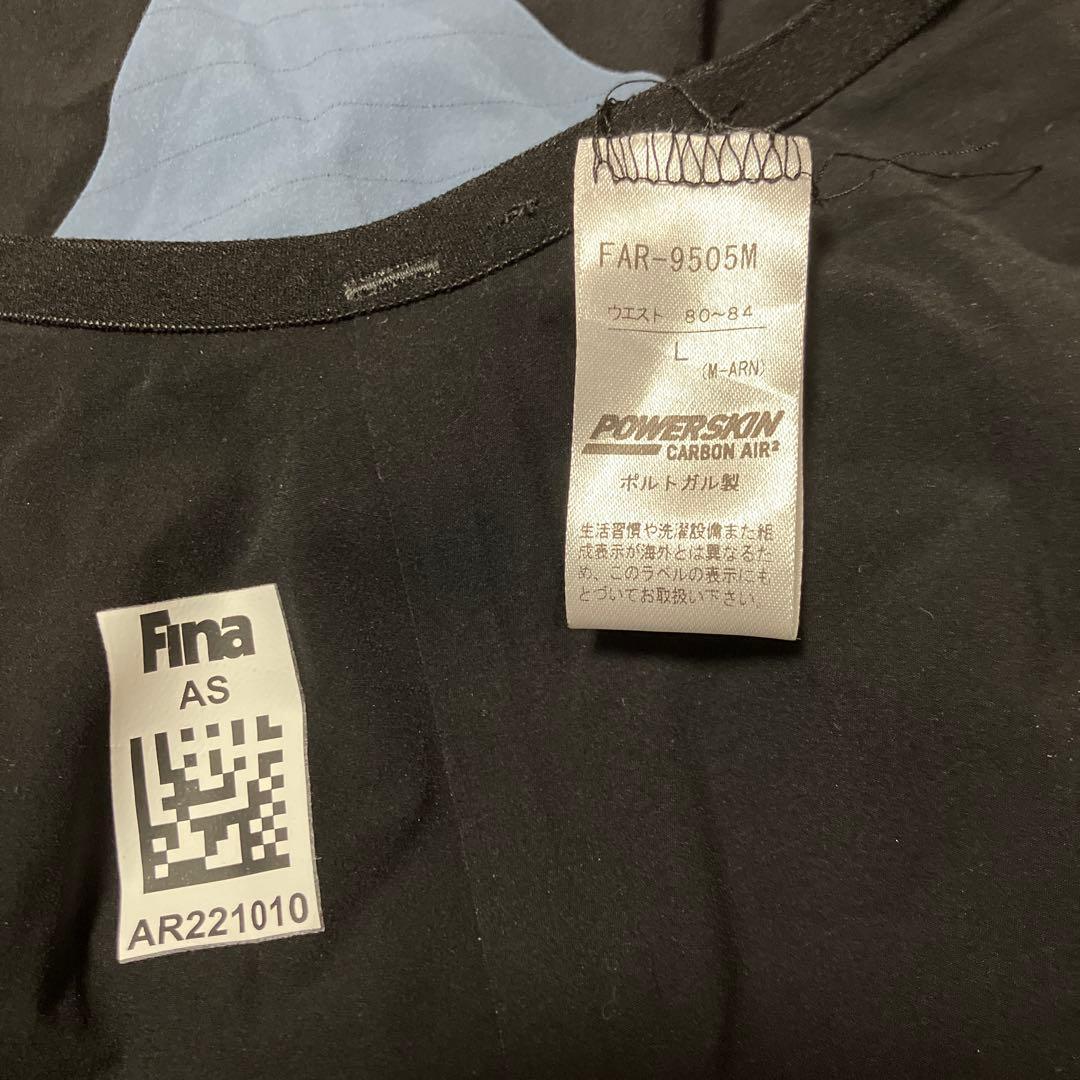 FAR-9505M
ウエスト 80~84
L
(M-ARN)
POWERSKIN
CARBON AIR²
ポルトガル製
生活習慣や洗濯設備また組
成表示が海外とは異なるた
め、このラベルの表示にも
とづいてお取扱い下さい。
Fina
AS
AR221010